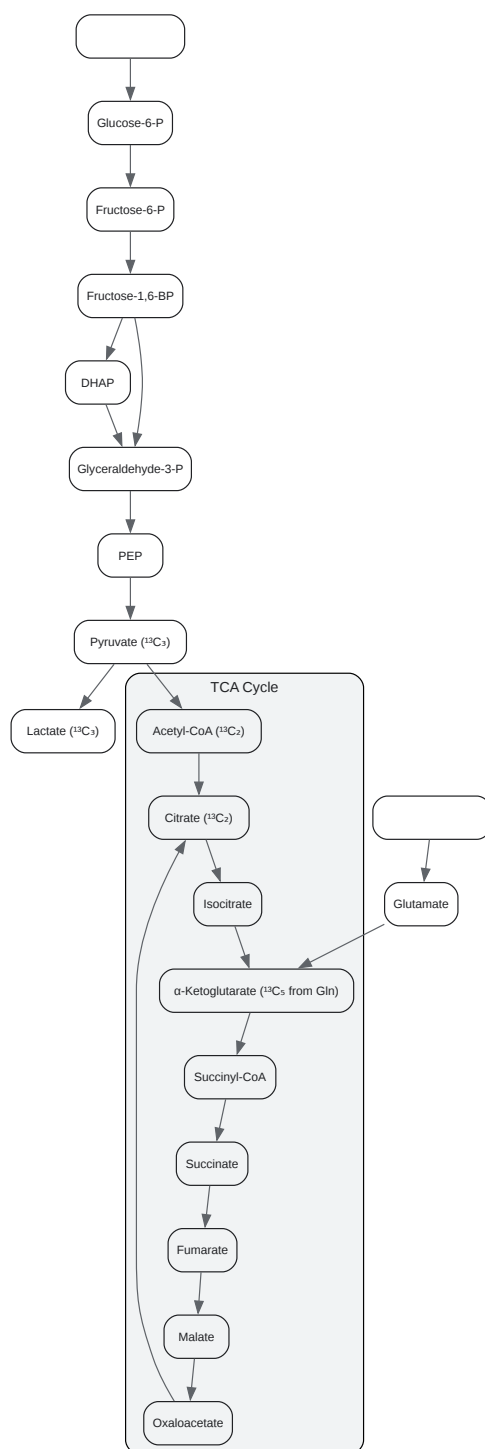 Glucose-6-P
Fructose-6-P
Fructose-1,6-BP
DHAP
Glyceraldehyde-3-P
PEP
Pyruvate (¹³C₃)
TCA Cycle
Lactate (¹³C₃)
Acetyl-CoA (¹³C₂)
Citrate (¹³C₂)
Isocitrate
Glutamate
α-Ketoglutarate (¹³C₅ from Gln)
Succinyl-CoA
Succinate
Fumarate
Malate
Oxaloacetate